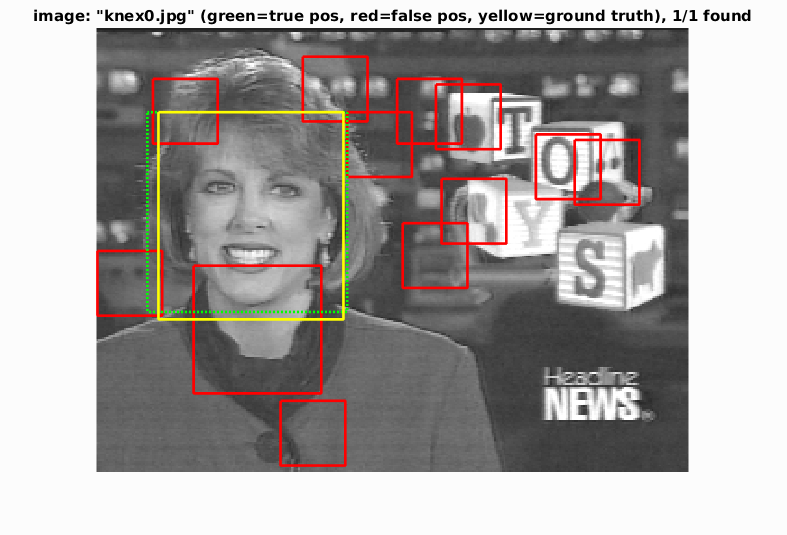 image: "knex0.jpg" (green=true pos, red=false pos, yellow=ground truth), 1/1 found
T
O
Y
S
Headline
NEWS